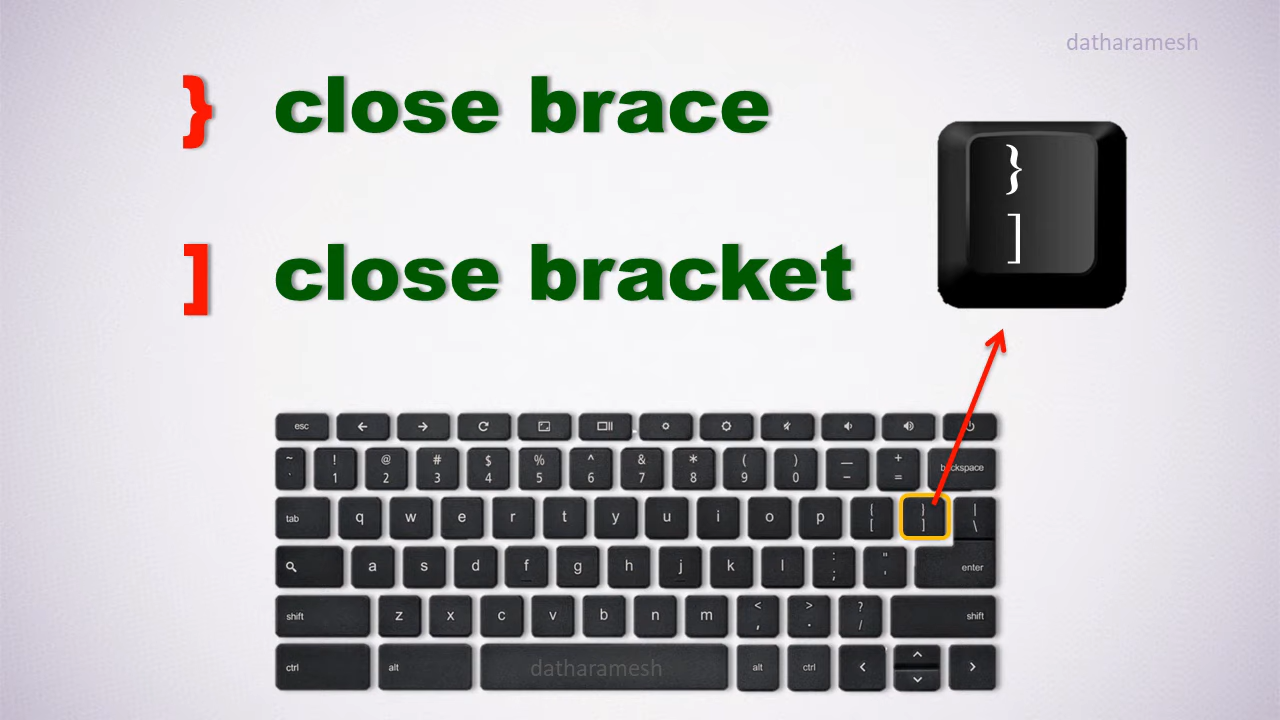 datharamesh
} close brace
] close bracket
}
]
esc
~ ! @ # $ % ^ & * ( ) — +
` 1 2 3 4 5 6 7 8 9 0 – = backspace
{ } |
tab q w e r t y u i o p [ ] \
: "
a s d f g h j k l ; ' enter
< > ?
shift z x c v b n m , . / shift
ctrl alt datharamesh alt ctrl